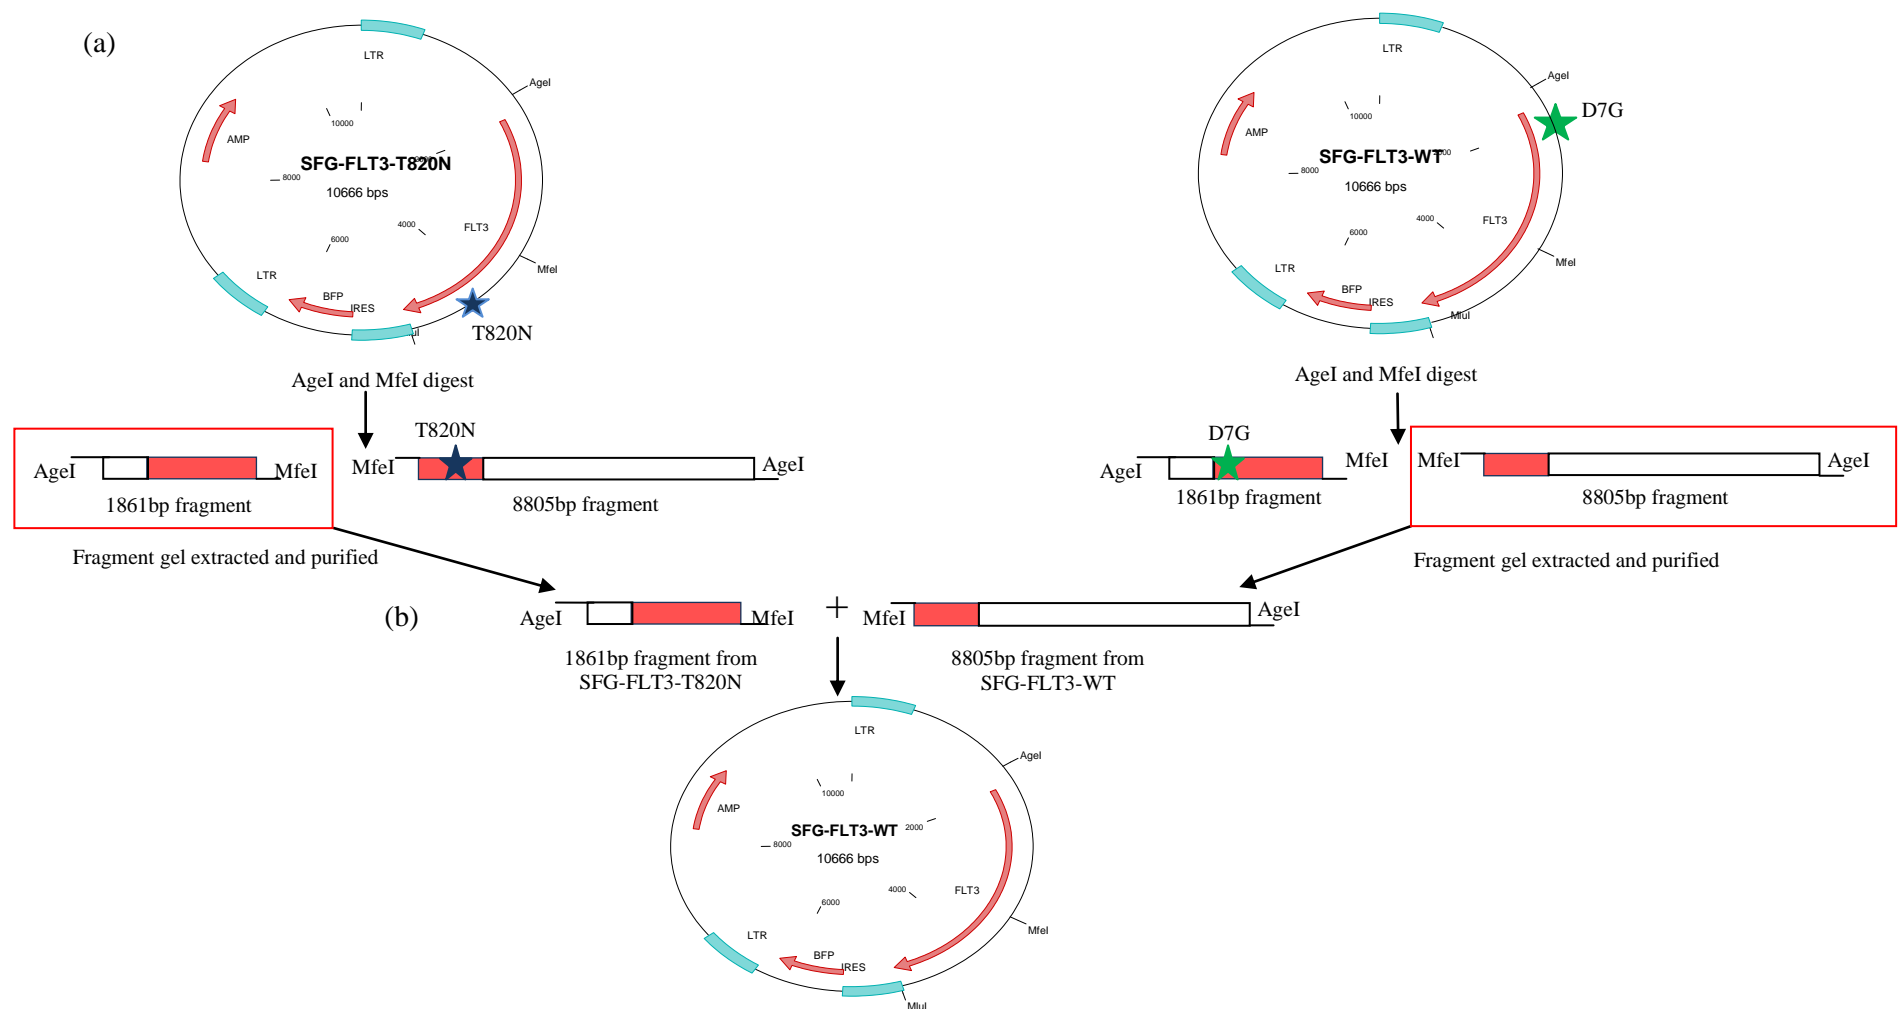 (a)
LTR
AgeI
AMP
10000
SFG-FLT3-T820N
10666 bps
8000
4000
FLT3
6000
MfeI
LTR
BFP
IRES
T820N
LTR
AgeI
D7G
AMP
10000
SFG-FLT3-WT
10666 bps
8000
4000
FLT3
6000
MfeI
LTR
BFP
IRES
MluI
AgeI and MfeI digest
AgeI and MfeI digest
T820N
D7G
AgeI
MfeI
MfeI
AgeI
AgeI
MfeI
MfeI
AgeI
1861bp fragment
8805bp fragment
1861bp fragment
8805bp fragment
Fragment gel extracted and purified
Fragment gel extracted and purified
(b)
AgeI
MfeI
+
MfeI
AgeI
1861bp fragment from
SFG-FLT3-T820N
8805bp fragment from
SFG-FLT3-WT
LTR
AgeI
AMP
10000
SFG-FLT3-WT
2000
10666 bps
8000
4000
FLT3
6000
MfeI
LTR
BFP
IRES
MluI